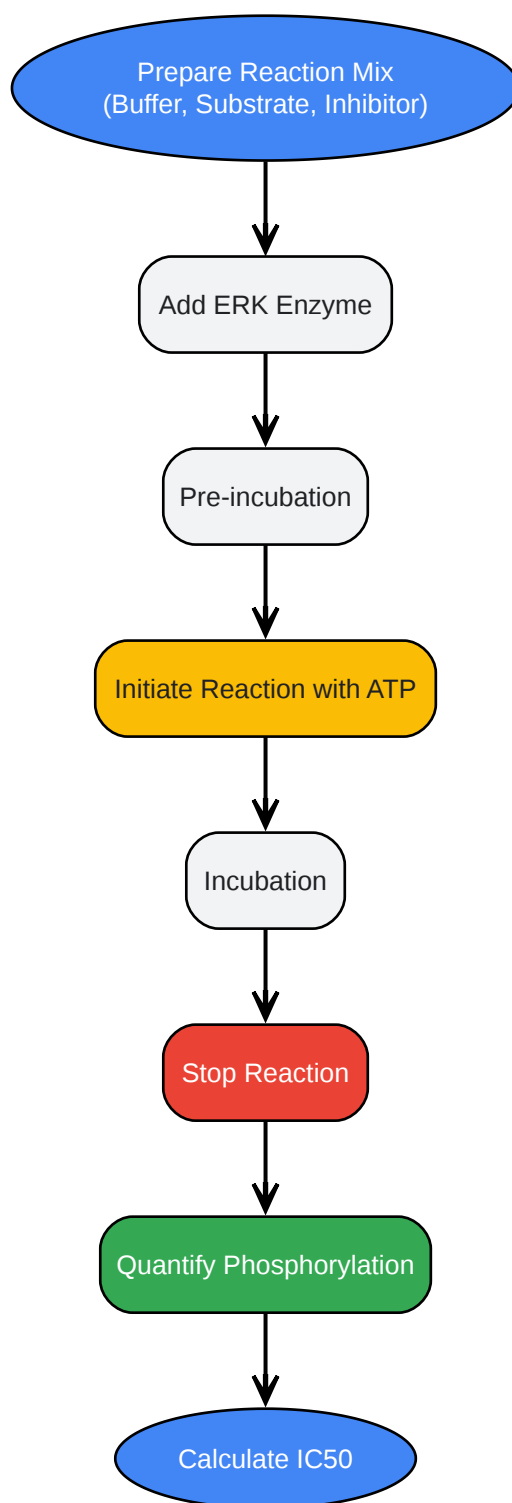 Prepare Reaction Mix
(Buffer, Substrate, Inhibitor)
Add ERK Enzyme
Pre-incubation
Initiate Reaction with ATP
Incubation
Stop Reaction
Quantify Phosphorylation
Calculate IC50